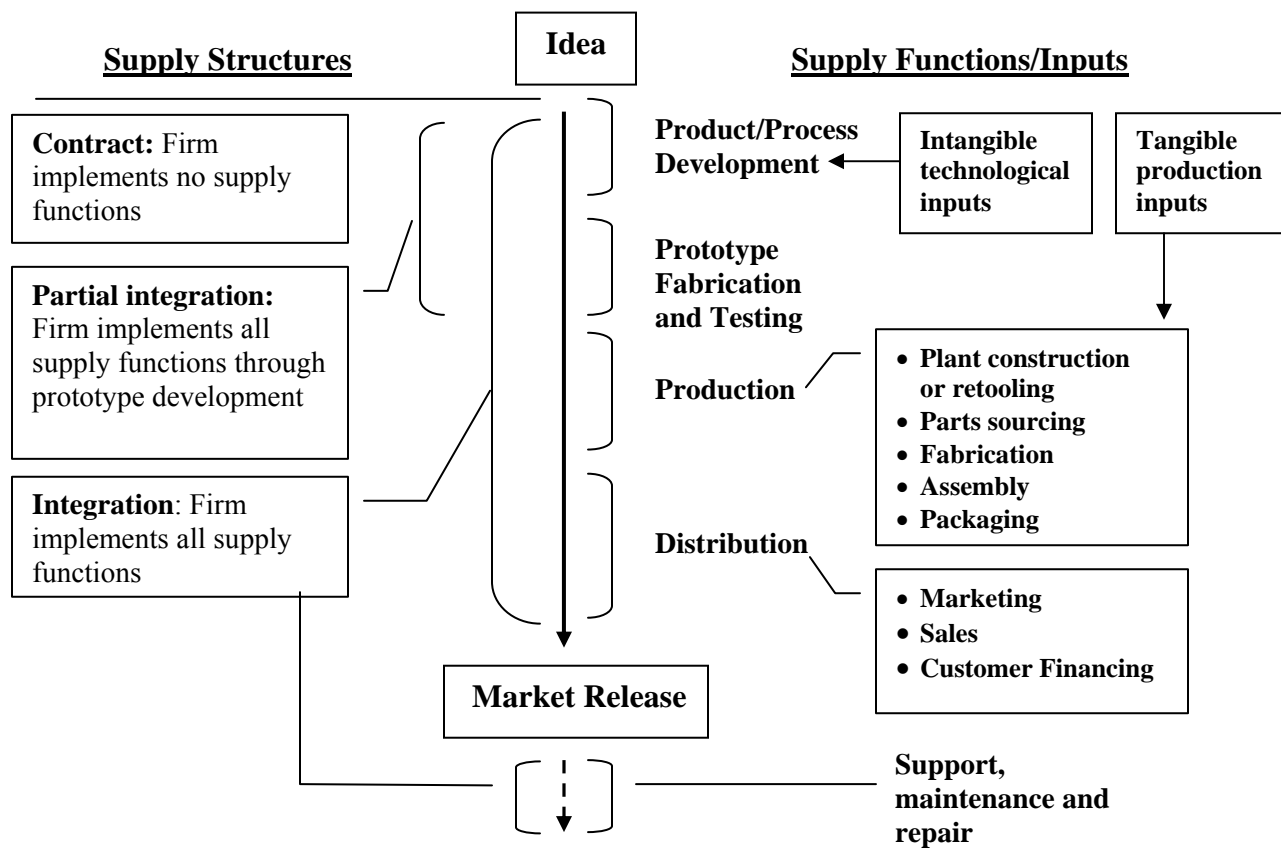 Idea
Supply Structures
Supply Functions/Inputs
Contract: Firm
implements no supply
functions
Partial integration:
Firm implements all
supply functions through
prototype development
Integration: Firm
implements all supply
functions
Product/Process
Development
Intangible
technological
inputs
Tangible
production
inputs
Prototype
Fabrication
and Testing
Production
• Plant construction
or retooling
• Parts sourcing
• Fabrication
• Assembly
• Packaging
Distribution
• Marketing
• Sales
• Customer Financing
Market Release
Support,
maintenance and
repair